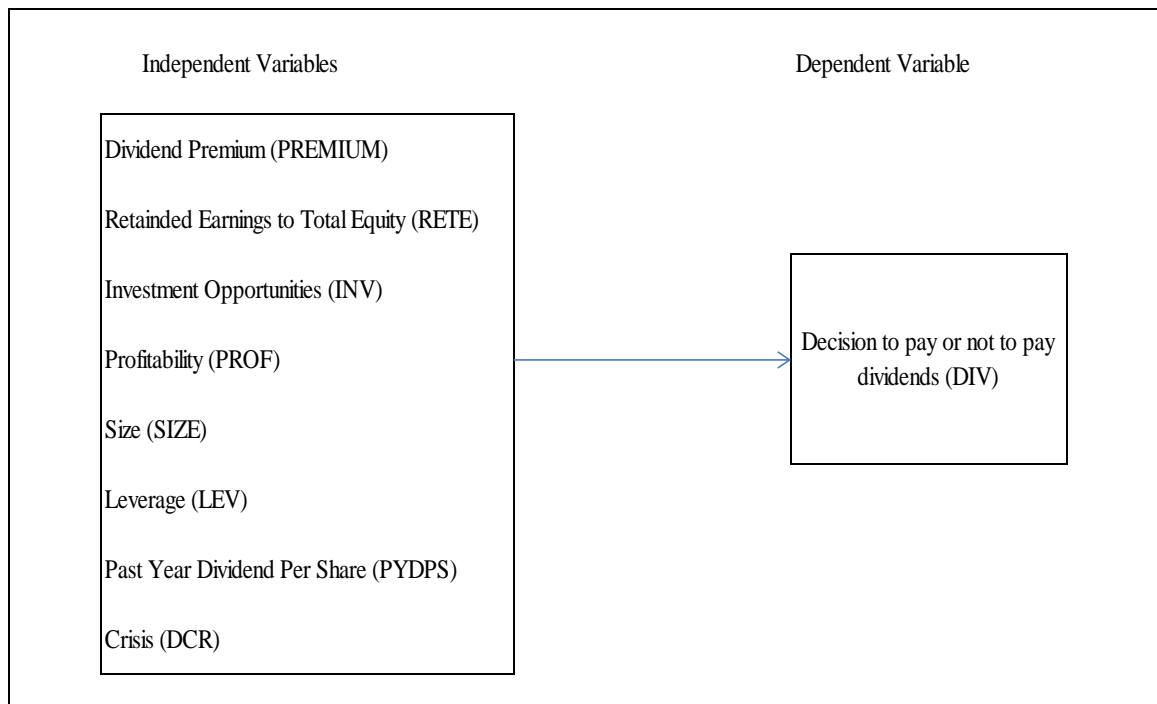 Independent Variables
Dependent Variable
Dividend Premium (PREMIUM)
Retainded Earnings to Total Equity (RETE)
Investment Opportunities (INV)
Profitability (PROF)
Size (SIZE)
Leverage (LEV)
Past Year Dividend Per Share (PYDPS)
Crisis (DCR)
Decision to pay or not to pay
dividends (DIV)